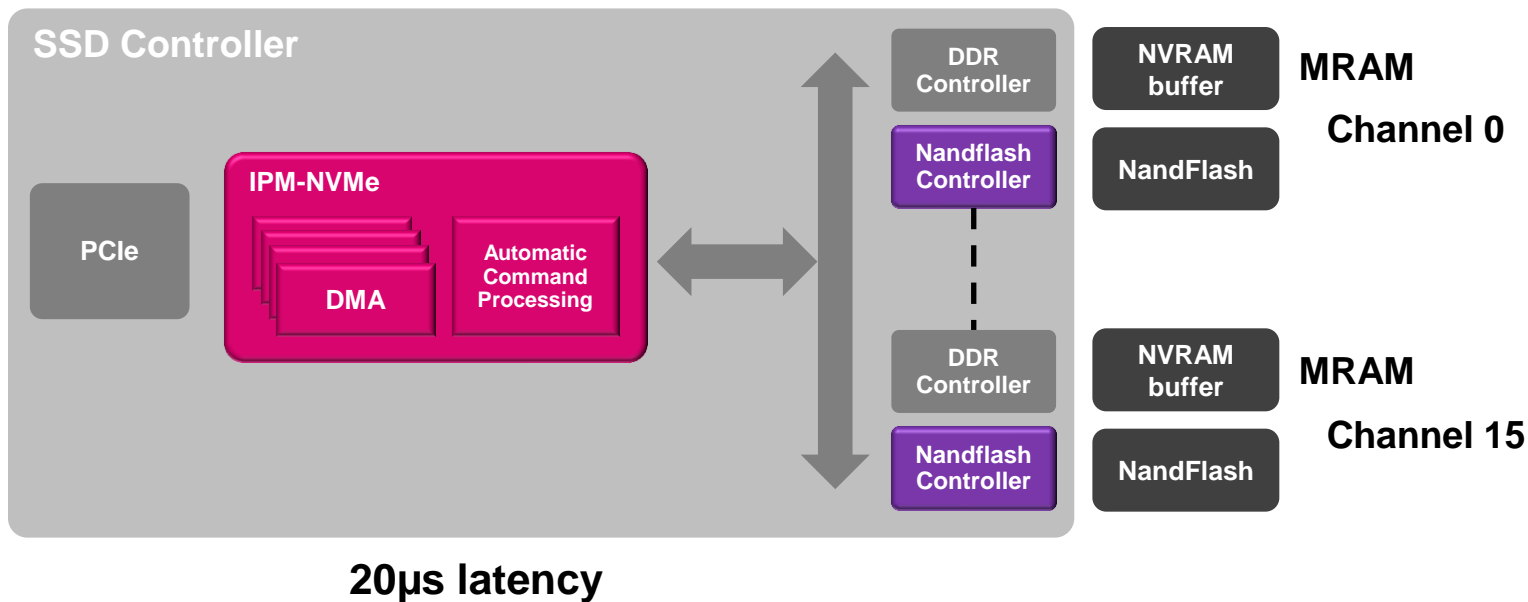 SSD Controller
PCIe
IPM-NVMe
DMA
Automatic
Command
Processing
DDR
Controller
NVRAM
buffer
MRAM
Channel 0
Nandflash
Controller
NandFlash
DDR
Controller
NVRAM
buffer
MRAM
Channel 15
Nandflash
Controller
NandFlash
20µs latency